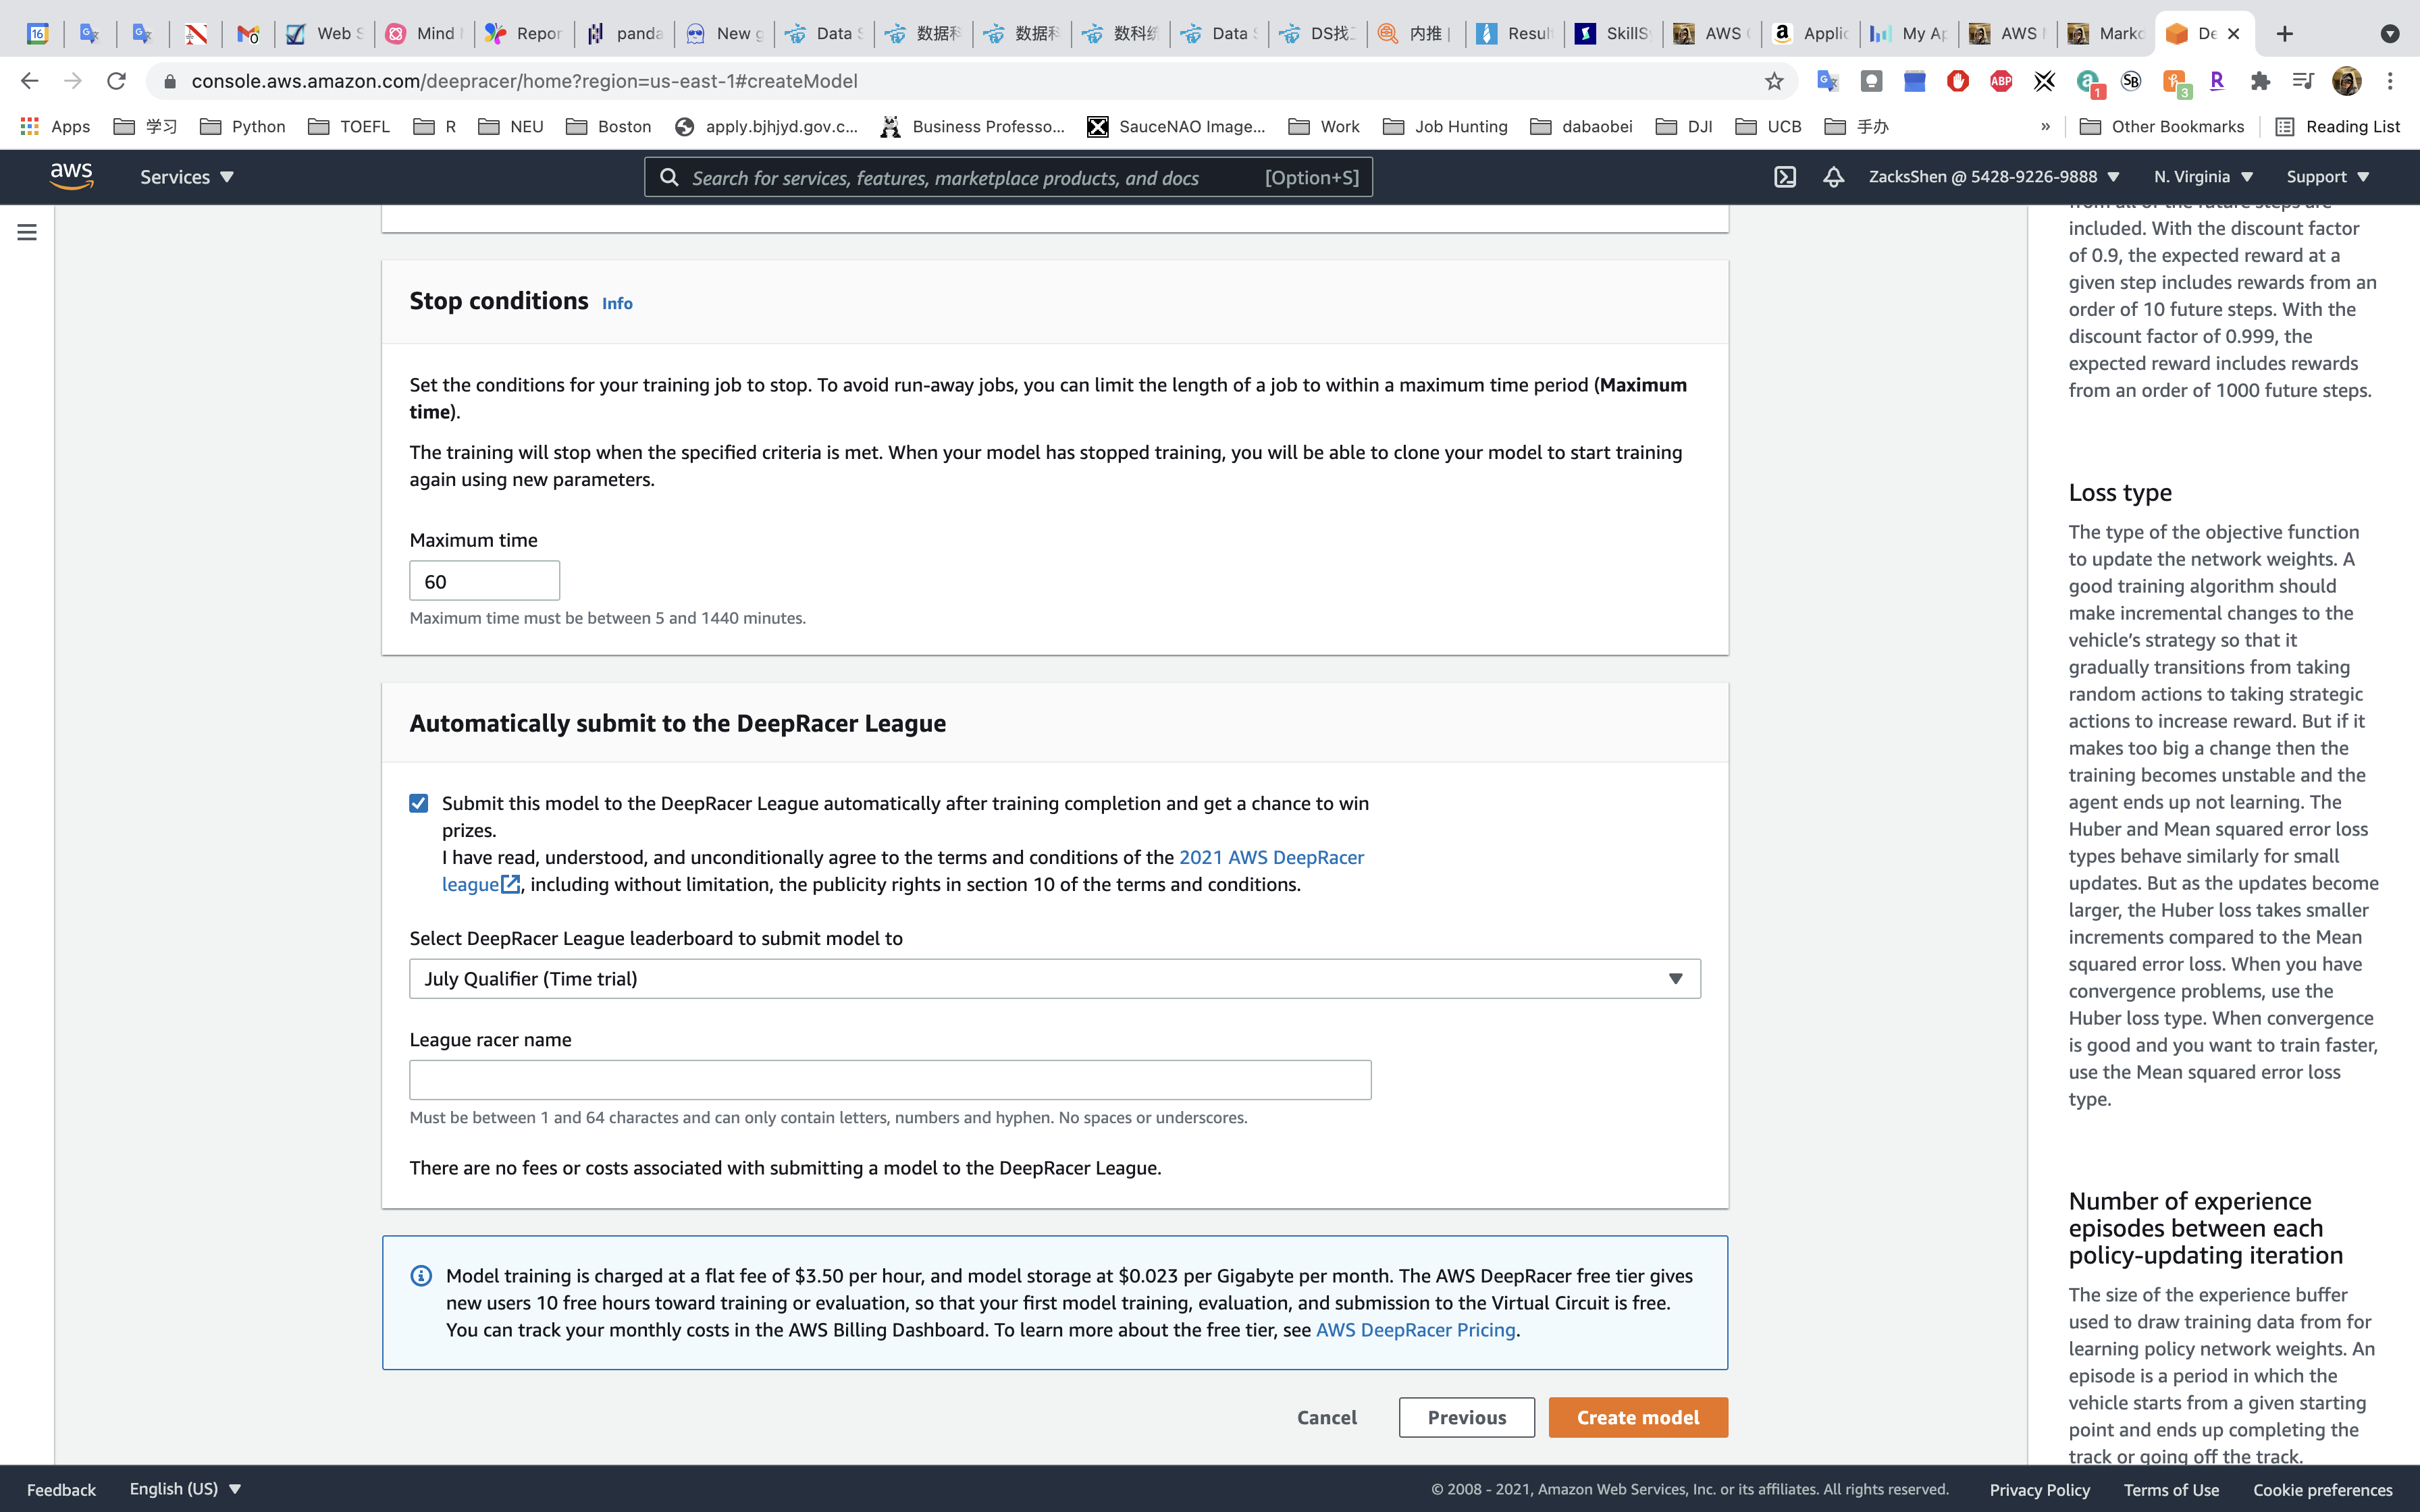 16
Web S
Mind
Repor
panda
New g
Data S
数据科
数据科
数科统
Data S
DS找
内推 |
Result
SkillS
AWS
Applic
My Ap
AWS
Marko
De
console.aws.amazon.com/deepracer/home?region=us-east-1#createModel
ABP
1
SB
3
R
Apps
学习
Python
TOEFL
R
NEU
Boston
apply.bjhjyd.gov.c...
Business Professo...
SauceNAO Image...
Work
Job Hunting
dabaobei
DJI
UCB
手办
»
Other Bookmarks
Reading List
aws
Services
Search for services, features, marketplace products, and docs
[Option+S]
ZacksShen @ 5428-9226-9888
N. Virginia
Support
Stop conditions Info
Set the conditions for your training job to stop. To avoid run-away jobs, you can limit the length of a job to within a maximum time period (Maximum
time).
The training will stop when the specified criteria is met. When your model has stopped training, you will be able to clone your model to start training
again using new parameters.
Maximum time
60
Maximum time must be between 5 and 1440 minutes.
Automatically submit to the DeepRacer League
Submit this model to the DeepRacer League automatically after training completion and get a chance to win
prizes.
I have read, understood, and unconditionally agree to the terms and conditions of the 2021 AWS DeepRacer
league, including without limitation, the publicity rights in section 10 of the terms and conditions.
Select DeepRacer League leaderboard to submit model to
July Qualifier (Time trial)
League racer name
Must be between 1 and 64 charactes and can only contain letters, numbers and hyphen. No spaces or underscores.
There are no fees or costs associated with submitting a model to the DeepRacer League.
Model training is charged at a flat fee of $3.50 per hour, and model storage at $0.023 per Gigabyte per month. The AWS DeepRacer free tier gives
new users 10 free hours toward training or evaluation, so that your first model training, evaluation, and submission to the Virtual Circuit is free.
You can track your monthly costs in the AWS Billing Dashboard. To learn more about the free tier, see AWS DeepRacer Pricing.
Cancel
Previous
Create model
from all of the future steps are
included. With the discount factor
of 0.9, the expected reward at a
given step includes rewards from an
order of 10 future steps. With the
discount factor of 0.999, the
expected reward includes rewards
from an order of 1000 future steps.
Loss type
The type of the objective function
to update the network weights. A
good training algorithm should
make incremental changes to the
vehicle's strategy so that it
gradually transitions from taking
random actions to taking strategic
actions to increase reward. But if it
makes too big a change then the
training becomes unstable and the
agent ends up not learning. The
Huber and Mean squared error loss
types behave similarly for small
updates. But as the updates become
larger, the Huber loss takes smaller
increments compared to the Mean
squared error loss. When you have
convergence problems, use the
Huber loss type. When convergence
is good and you want to train faster,
use the Mean squared error loss
type.
Number of experience
episodes between each
policy-updating iteration
The size of the experience buffer
used to draw training data from for
learning policy network weights. An
episode is a period in which the
vehicle starts from a given starting
point and ends up completing the
track or going off the track.
Feedback
English (US)
© 2008 - 2021, Amazon Web Services, Inc. or its affiliates. All rights reserved.
Privacy Policy
Terms of Use
Cookie preferences